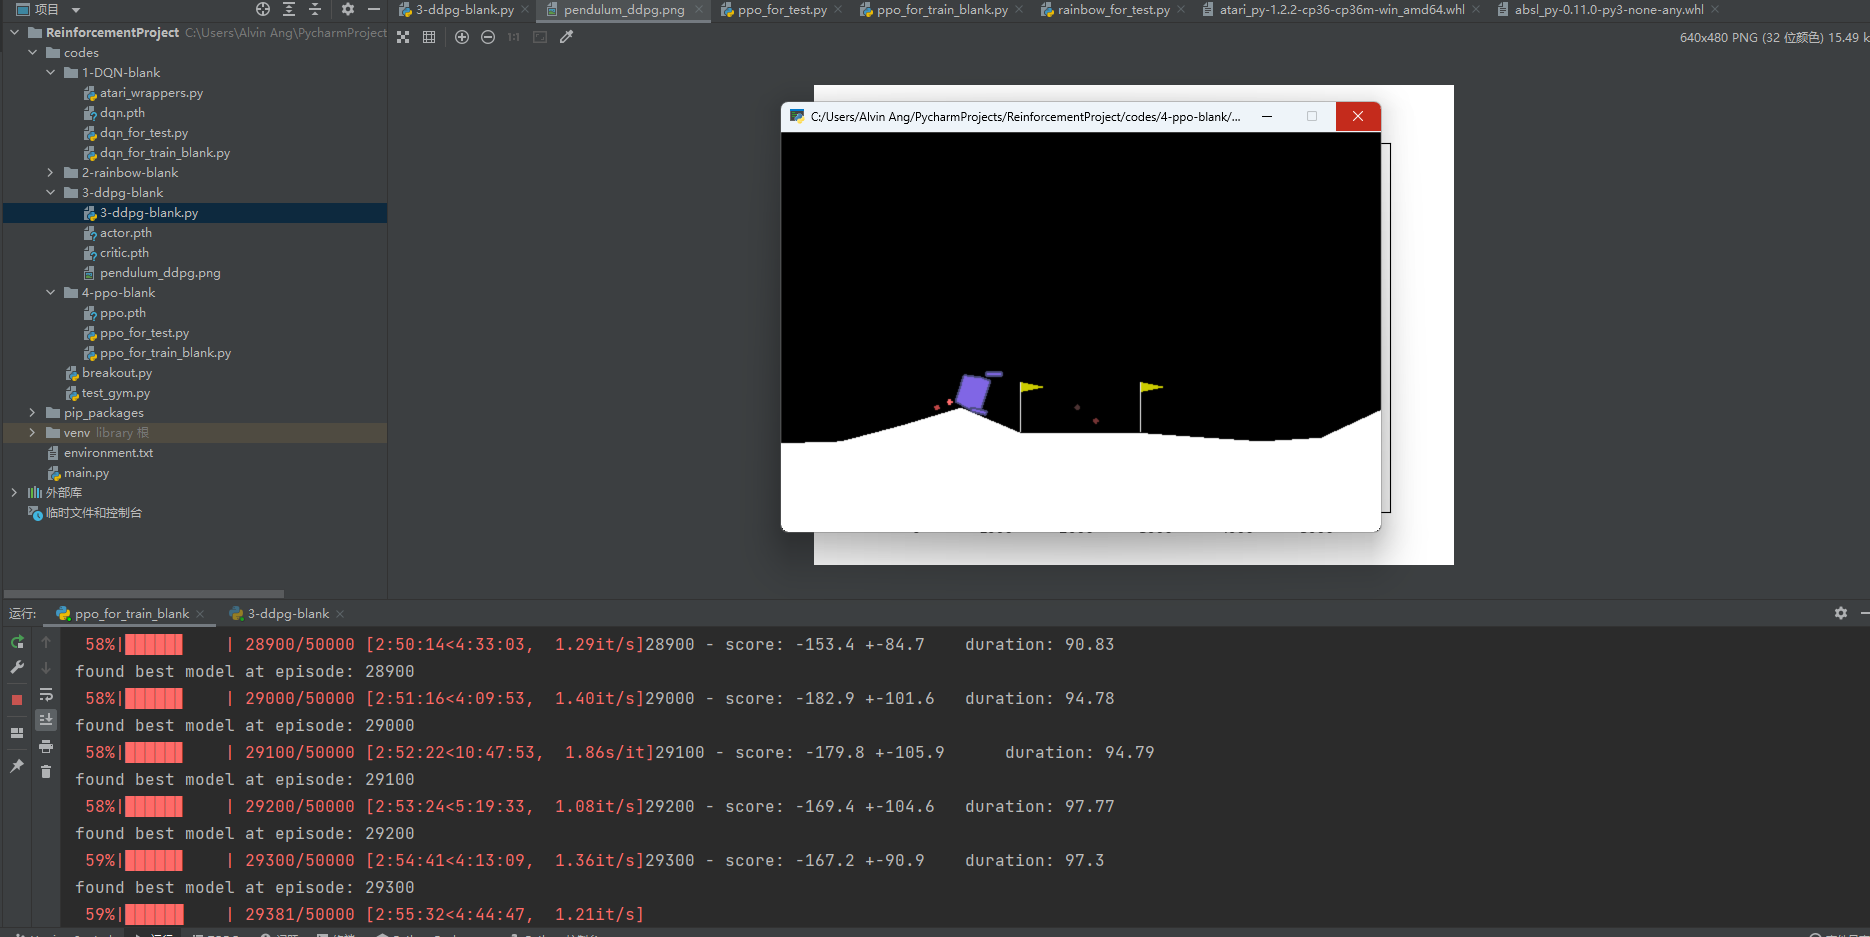 项目
3-ddpg-blank.py
pendulum_ddpg.png
ppo_for_test.py
ppo_for_train_blank.py
rainbow_for_test.py
atari_py-1.2.2-cp36-cp36m-win_amd64.whl
absl_py-0.11.0-py3-none-any.whl
ReinforcementProject C:\Users\Alvin Ang\PycharmProject
1:1
640x480 PNG (32 位颜色) 15.49 k
codes
1-DQN-blank
atari_wrappers.py
dqn.pth
dqn_for_test.py
dqn_for_train_blank.py
2-rainbow-blank
3-ddpg-blank
3-ddpg-blank.py
actor.pth
critic.pth
pendulum_ddpg.png
4-ppo-blank
ppo.pth
ppo_for_test.py
ppo_for_train_blank.py
breakout.py
test_gym.py
pip_packages
venv library 根
environment.txt
main.py
外部库
临时文件和控制台
C:/Users/Alvin Ang/PycharmProjects/ReinforcementProject/codes/4-ppo-blank/...
运行: ppo_for_train_blank 3-ddpg-blank
58%| | 28900/50000 [2:50:14<4:33:03, 1.29it/s]28900 - score: -153.4 +-84.7 duration: 90.83
found best model at episode: 28900
58%| | 29000/50000 [2:51:16<4:09:53, 1.40it/s]29000 - score: -182.9 +-101.6 duration: 94.78
found best model at episode: 29000
58%| | 29100/50000 [2:52:22<10:47:53, 1.86s/it]29100 - score: -179.8 +-105.9 duration: 94.79
found best model at episode: 29100
58%| | 29200/50000 [2:53:24<5:19:33, 1.08it/s]29200 - score: -169.4 +-104.6 duration: 97.77
found best model at episode: 29200
59%| | 29300/50000 [2:54:41<4:13:09, 1.36it/s]29300 - score: -167.2 +-90.9 duration: 97.3
found best model at episode: 29300
59%| | 29381/50000 [2:55:32<4:44:47, 1.21it/s]